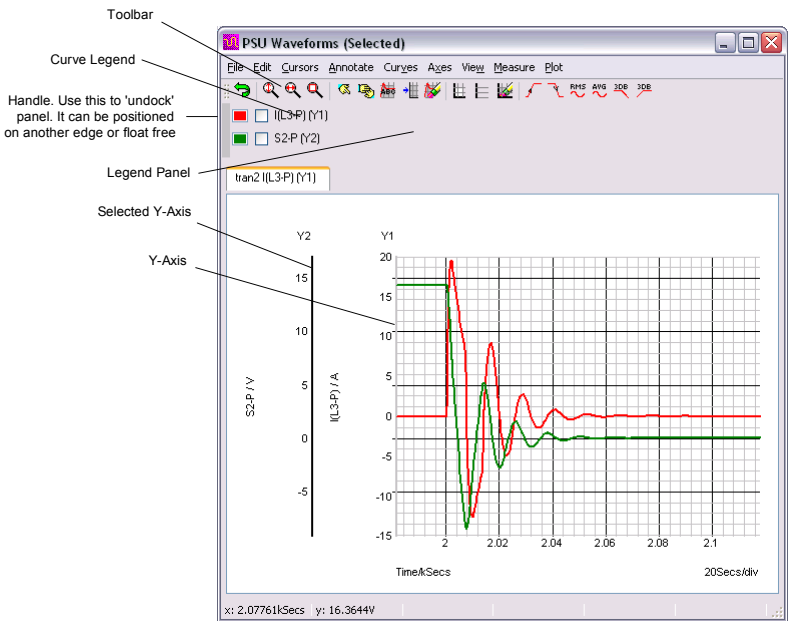 Toolbar
Curve Legend
Handle. Use this to 'undock'
panel. It can be positioned
on another edge or float free
Legend Panel
Selected Y-Axis
Y-Axis
PSU Waveforms (Selected)
File Edit Cursors Annotate Curves Axes View Measure Plot
ABC RMS AVG 3DB 3DB
I(L3-P) (Y1)
S2-P (Y2)
tran2 I(L3-P) (Y1)
Y2
Y1
S2-P / V
15
10
5
0
-5
I(L3-P) / A
20
15
10
5
0
-5
-10
-15
2 2.02 2.04 2.06 2.08 2.1
Time/kSecs 20Secs/div
x: 2.07761kSecs y: 16.3644V